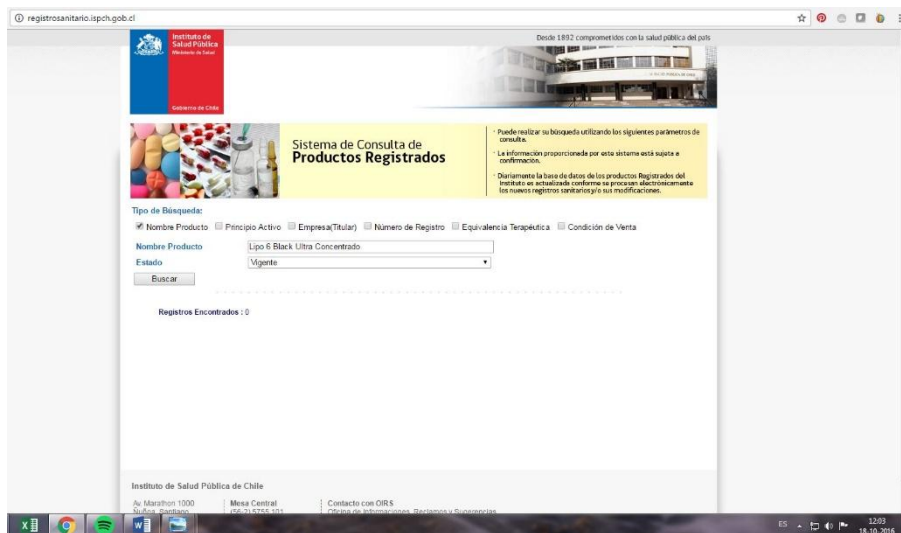 registrosanitario.ispch.gob.cl
Instituto de
Salud Pública
Ministerio de Salud
Gobierno de Chile
Desde 1892 comprometidos con la salud pública del país
Sistema de Consulta de
Productos Registrados
· Puede realizar su búsqueda utilizando los siguientes parámetros de
consulta.
· La información proporcionada por este sistema está sujeta a
confirmación.
· Diariamente la base de datos de los productos Registrados del
Instituto es actualizada conforme se procesan electrónicamente
los nuevos registros sanitarios y/o sus modificaciones.
Tipo de Búsqueda:
Nombre Producto Principio Activo Empresa(Titular) Número de Registro Equivalencia Terapéutica Condición de Venta
Nombre Producto Lipo 6 Black Ultra Concentrado
Estado Vigente
Buscar
Registros Encontrados : 0
Instituto de Salud Pública de Chile
Av. Marathon 1000 Mesa Central Contacto con OIRS
Ñuñoa, Santiago (56-2) 5755 101 Oficina de Informaciones, Reclamos y Sugerencias
ES 12:03
18-10-2016